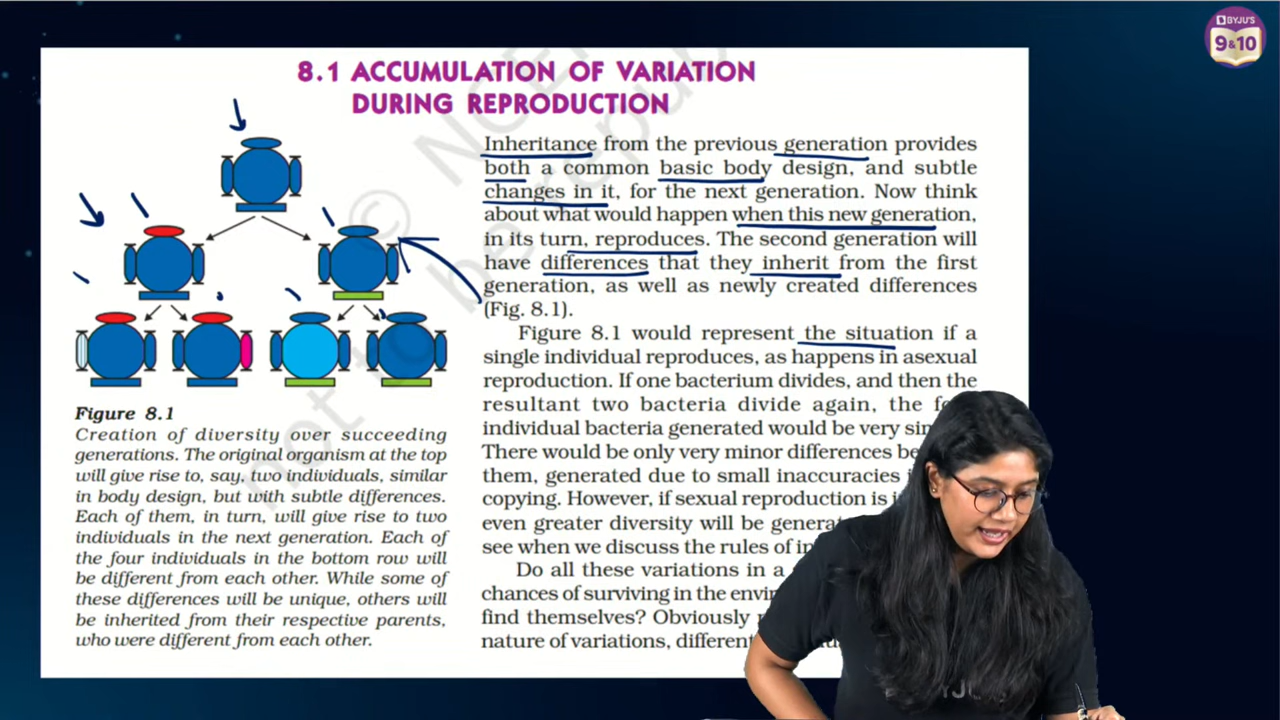 BYJU'S
9&10
8.1 ACCUMULATION OF VARIATION
DURING REPRODUCTION
Inheritance from the previous generation provides
both a common basic body design, and subtle
changes in it, for the next generation. Now think
about what would happen when this new generation,
in its turn, reproduces. The second generation will
have differences that they inherit from the first
generation, as well as newly created differences
(Fig. 8.1).
Figure 8.1 would represent the situation if a
single individual reproduces, as happens in asexual
reproduction. If one bacterium divides, and then the
resultant two bacteria divide again, the
individual bacteria generated would be very
There would be only very minor differences
them, generated due to small inaccuracies
copying. However, if sexual reproduction is
even greater diversity will be
see when we discuss the rules of
Do all these variations in a
chances of surviving in the
find themselves? Obviously
nature of variations, different
Figure 8.1
Creation of diversity over succeeding
generations. The original organism at the top
will give rise to, say, two individuals, similar
in body design, but with subtle differences.
Each of them, in turn, will give rise to two
individuals in the next generation. Each of
the four individuals in the bottom row will
be different from each other. While some of
these differences will be unique, others will
be inherited from their respective parents,
who were different from each other.
© NCE
not to be repub